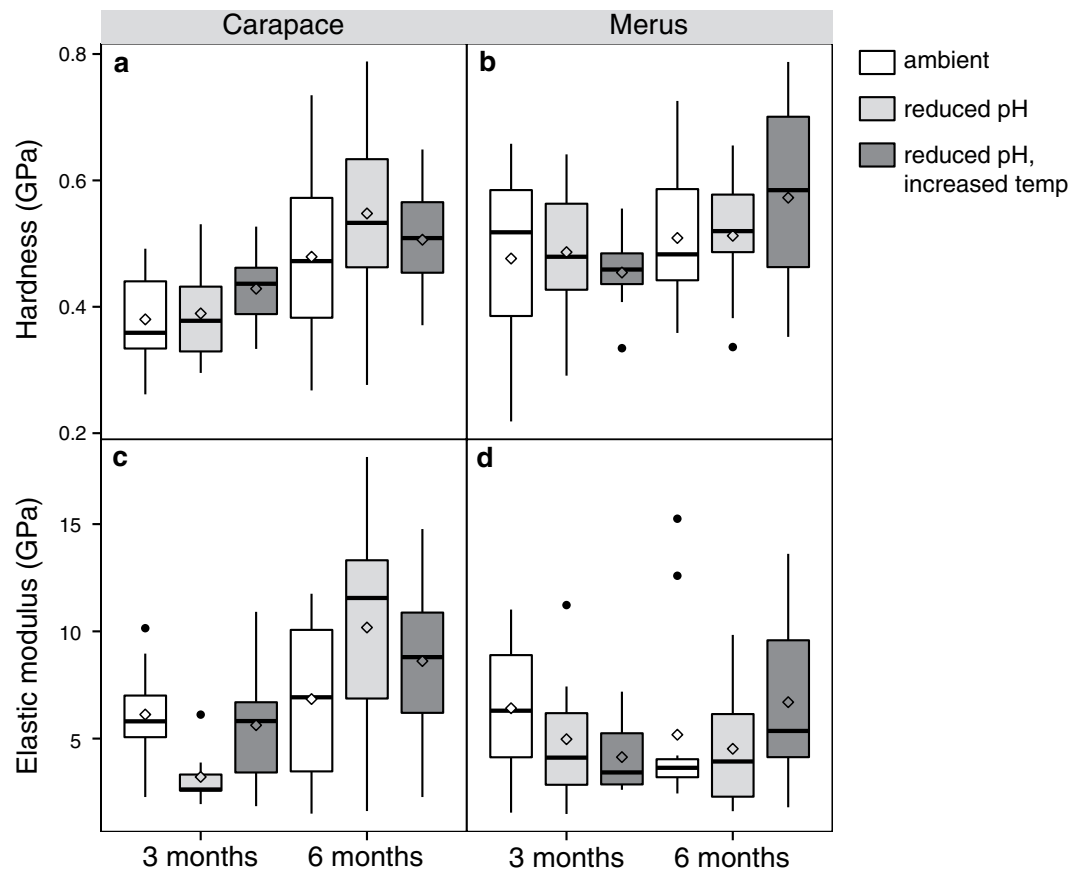 Carapace
Merus
a
b
ambient
reduced pH
reduced pH,
increased temp
Hardness (GPa)
0.8
0.6
0.4
0.2
c
d
Elastic modulus (GPa)
15
10
5
3 months
6 months
3 months
6 months